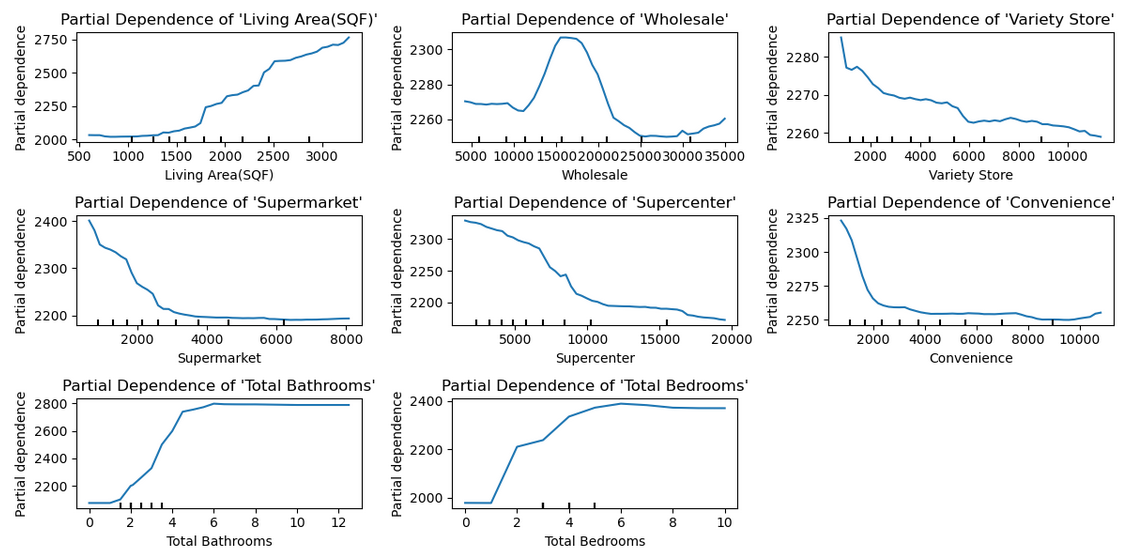 Partial Dependence of 'Living Area(SQF)'
Partial dependence
2750
2500
2250
2000
500 1000 1500 2000 2500 3000
Living Area(SQF)
Partial Dependence of 'Wholesale'
Partial dependence
2300
2280
2260
5000 10000 15000 20000 25000 30000 35000
Wholesale
Partial Dependence of 'Variety Store'
Partial dependence
2280
2270
2260
2000 4000 6000 8000 10000
Variety Store
Partial Dependence of 'Supermarket'
Partial dependence
2400
2300
2200
2000 4000 6000 8000
Supermarket
Partial Dependence of 'Supercenter'
Partial dependence
2300
2250
2200
5000 10000 15000 20000
Supercenter
Partial Dependence of 'Convenience'
Partial dependence
2325
2300
2275
2250
2000 4000 6000 8000 10000
Convenience
Partial Dependence of 'Total Bathrooms'
Partial dependence
2800
2600
2400
2200
0 2 4 6 8 10 12
Total Bathrooms
Partial Dependence of 'Total Bedrooms'
Partial dependence
2400
2200
2000
0 2 4 6 8 10
Total Bedrooms